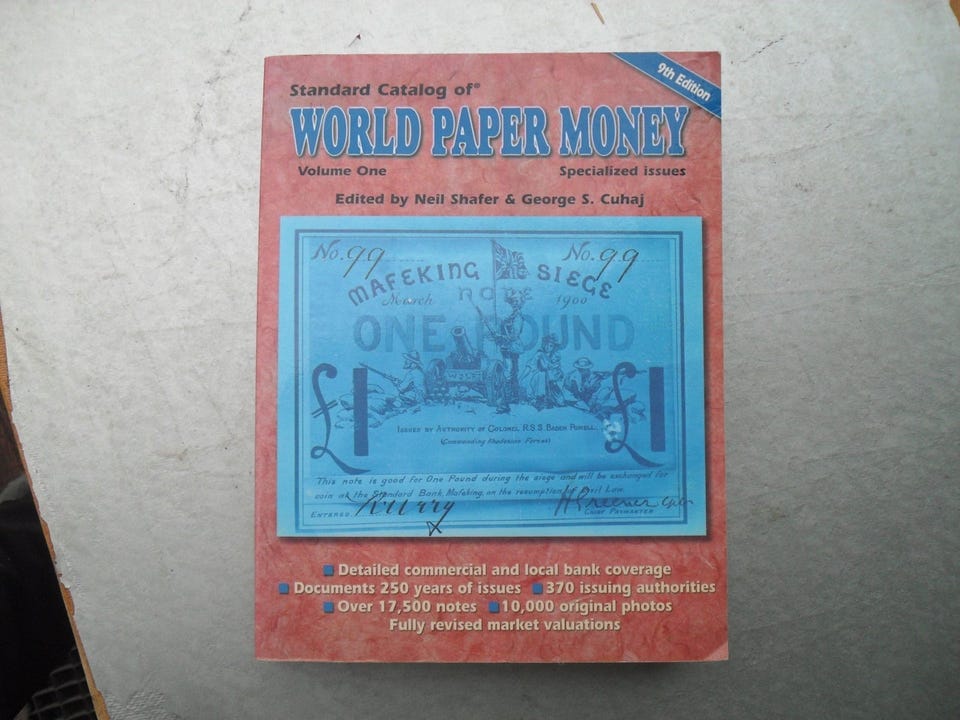 9th Edition
Standard Catalog of®
WORLD PAPER MONEY
Volume One Specialized issues
Edited by Neil Shafer & George S. Cuhaj
No. 99 No. 99
MAFEKING SIEGE
March note 1900
ONE POUND
£1 £1
ISSUED BY AUTHORITY OF COLONEL R.S.S. BADEN POWELL.
(Commanding Rhodesian Forces)
This note is good for One Pound during the siege and will be exchanged for
coin at the Standard Bank, Mafeking, on the resumption of Civil Law.
ENTERED
CHIEF PAYMASTER
■ Detailed commercial and local bank coverage
■ Documents 250 years of issues ■ 370 issuing authorities
■ Over 17,500 notes ■ 10,000 original photos
Fully revised market valuations